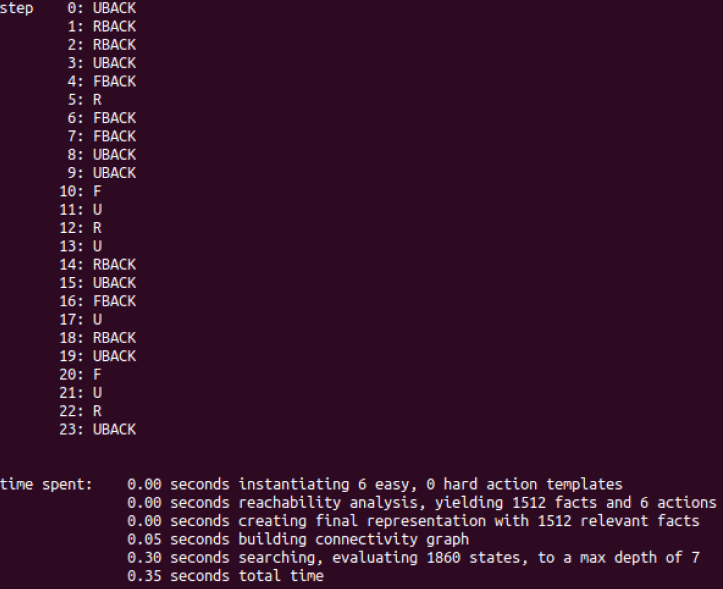 step 0: UBACK
1: RBACK
2: RBACK
3: UBACK
4: FBACK
5: R
6: FBACK
7: FBACK
8: UBACK
9: UBACK
10: F
11: U
12: R
13: U
14: RBACK
15: UBACK
16: FBACK
17: U
18: RBACK
19: UBACK
20: F
21: U
22: R
23: UBACK
time spent: 0.00 seconds instantiating 6 easy, 0 hard action templates
0.00 seconds reachability analysis, yielding 1512 facts and 6 actions
0.00 seconds creating final representation with 1512 relevant facts
0.05 seconds building connectivity graph
0.30 seconds searching, evaluating 1860 states, to a max depth of 7
0.35 seconds total time